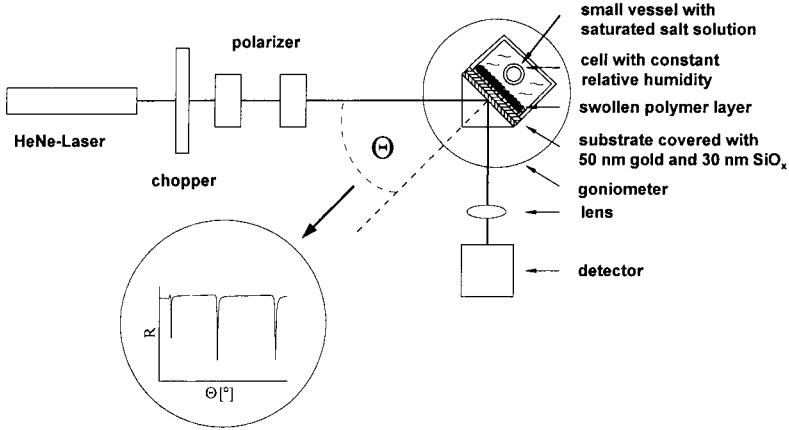 small vessel with
saturated salt solution
polarizer
cell with constant
relative humidity
swollen polymer layer
HeNe-Laser
substrate covered with
50 nm gold and 30 nm SiOₓ
Θ
chopper
goniometer
lens
detector
R
Θ[°]